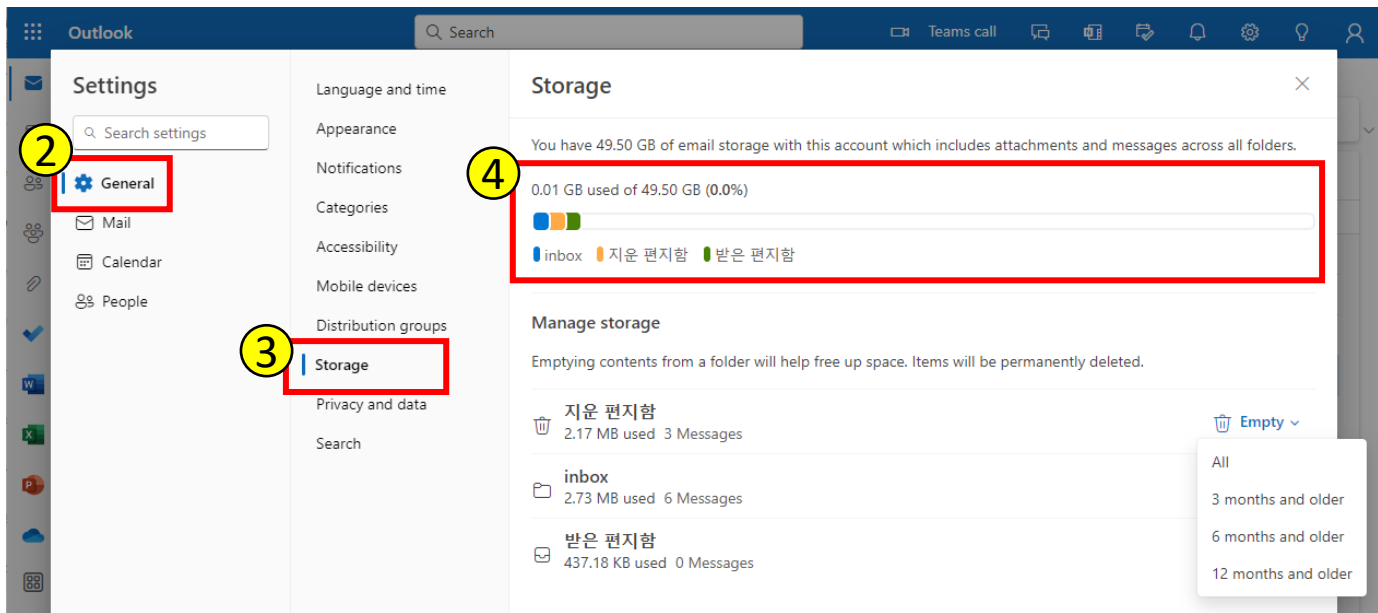 Outlook
Search
Teams call
Settings
Search settings
2
General
Mail
Calendar
People
Language and time
Appearance
Notifications
Categories
Accessibility
Mobile devices
Distribution groups
3
Storage
Privacy and data
Search
Storage
You have 49.50 GB of email storage with this account which includes attachments and messages across all folders.
4
0.01 GB used of 49.50 GB (0.0%)
inbox 지운 편지함 받은 편지함
Manage storage
Emptying contents from a folder will help free up space. Items will be permanently deleted.
지운 편지함
2.17 MB used 3 Messages
Empty
inbox
2.73 MB used 6 Messages
받은 편지함
437.18 KB used 0 Messages
All
3 months and older
6 months and older
12 months and older
W
X
P